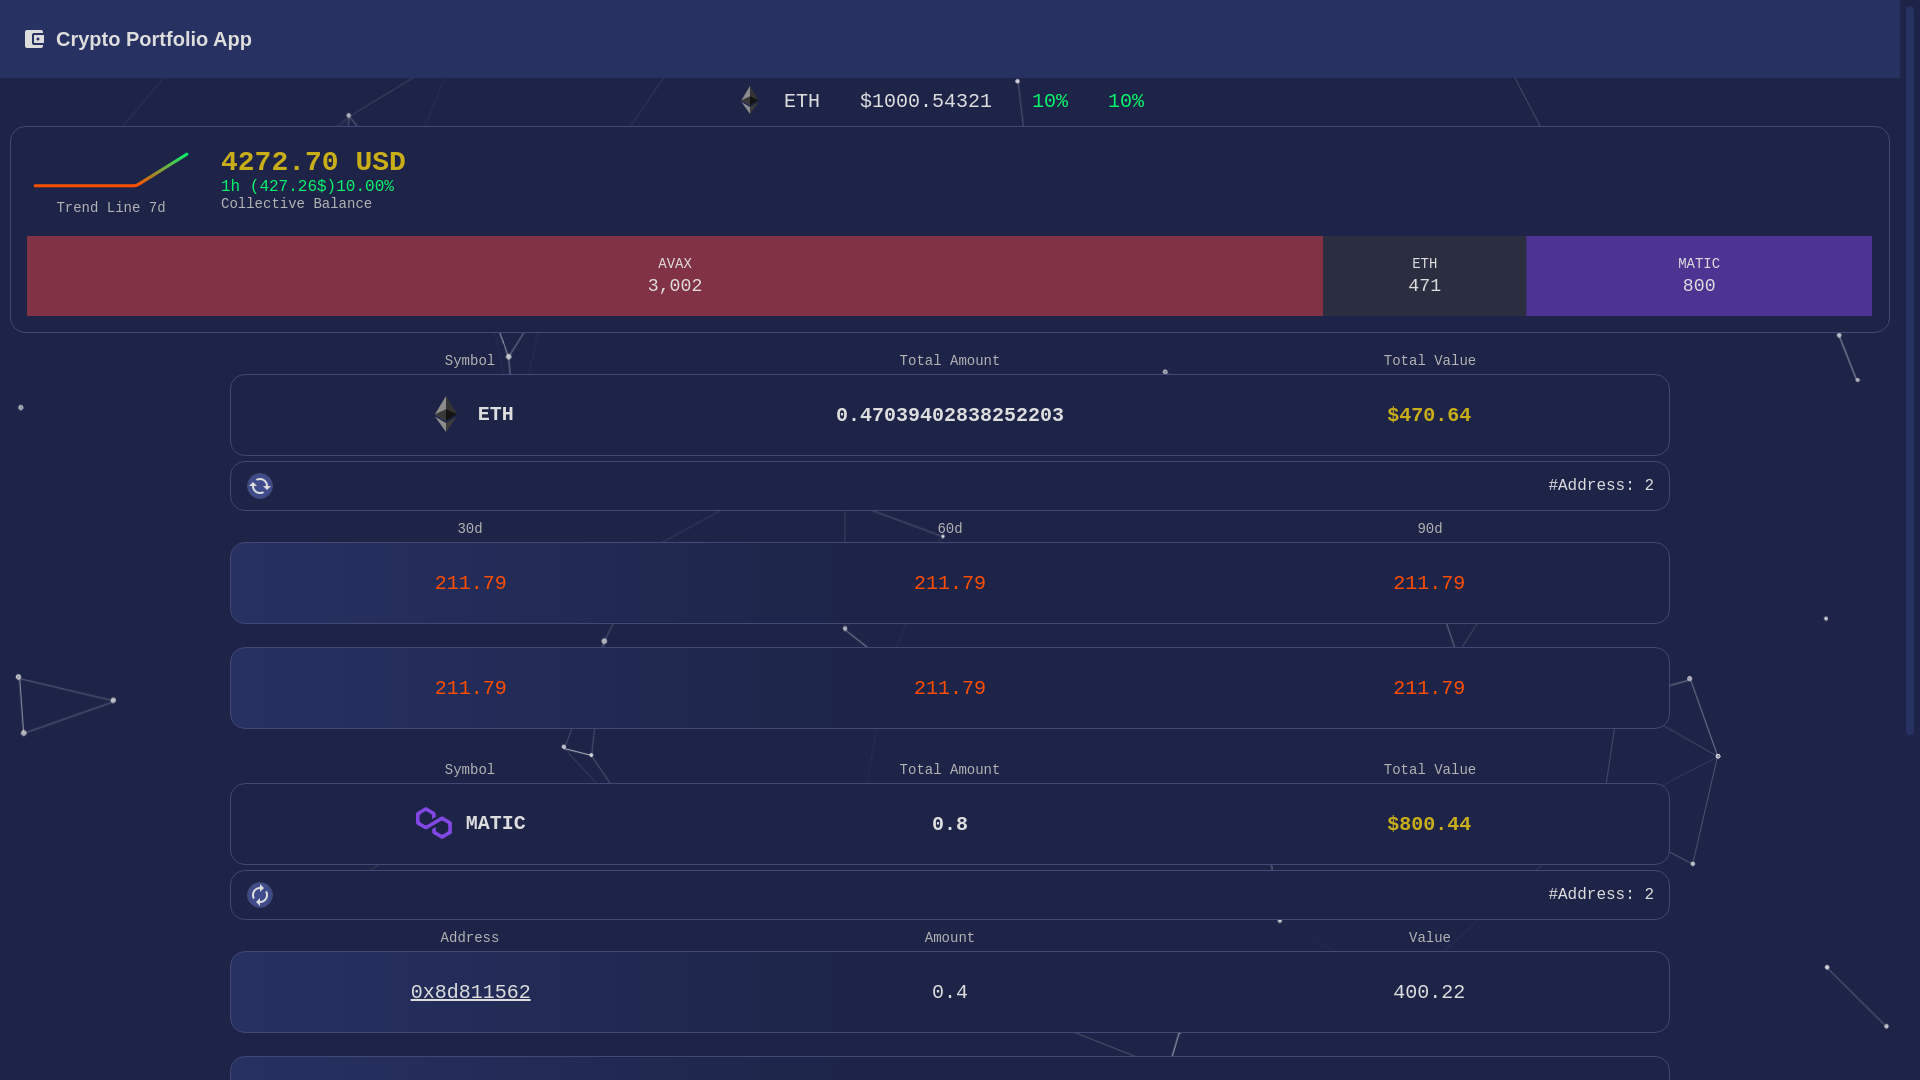 Crypto Portfolio App
ETH $1000.54321 10% 10%
4272.70 USD
1h (427.26$)10.00%
Collective Balance
Trend Line 7d
AVAX
3,002
ETH
471
MATIC
800
Symbol Total Amount Total Value
ETH 0.47039402838252203 $470.64
#Address: 2
30d 60d 90d
211.79 211.79 211.79
211.79 211.79 211.79
Symbol Total Amount Total Value
MATIC 0.8 $800.44
#Address: 2
Address Amount Value
0x8d811562 0.4 400.22